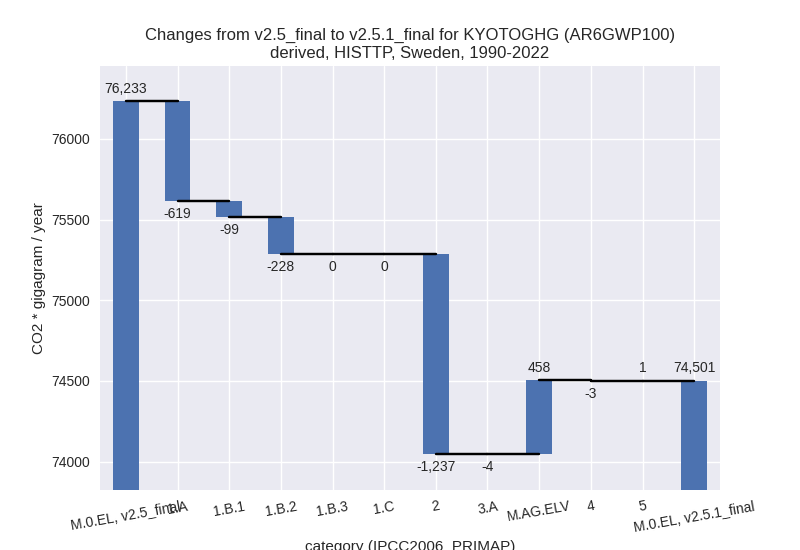 Changes from v2.5_final to v2.5.1_final for KYOTOGHG (AR6GWP100)
derived, HISTTP, Sweden, 1990-2022
CO2 * gigagram / year
76000
75500
75000
74500
74000
76,233
-619
-99
-228
0
0
-1,237
-4
458
-3
1
74,501
M.0.EL, v2.5_final
1.A
1.B.1
1.B.2
1.B.3
1.C
2
3.A
M.AG.ELV
4
5
M.0.EL, v2.5.1_final
category (IPCC2006_PRIMAP)